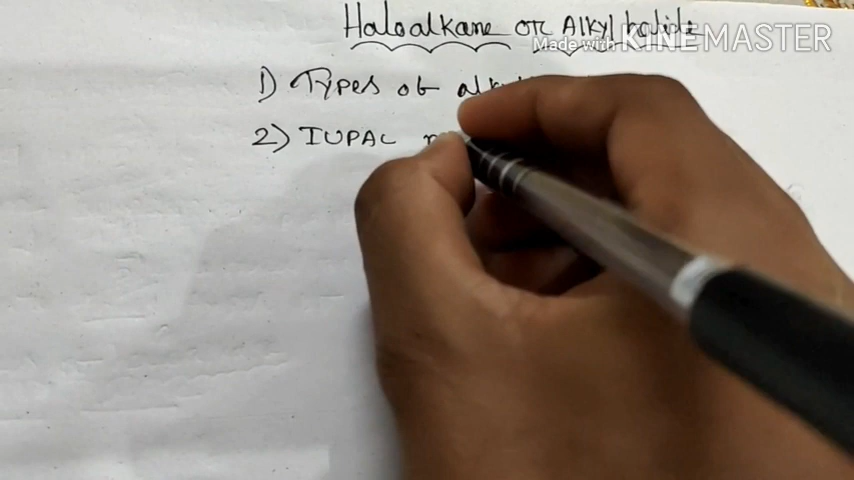 Haloalkane or Alkyl halide
Made with KINEMASTER
1) Types of
2) IUPAC